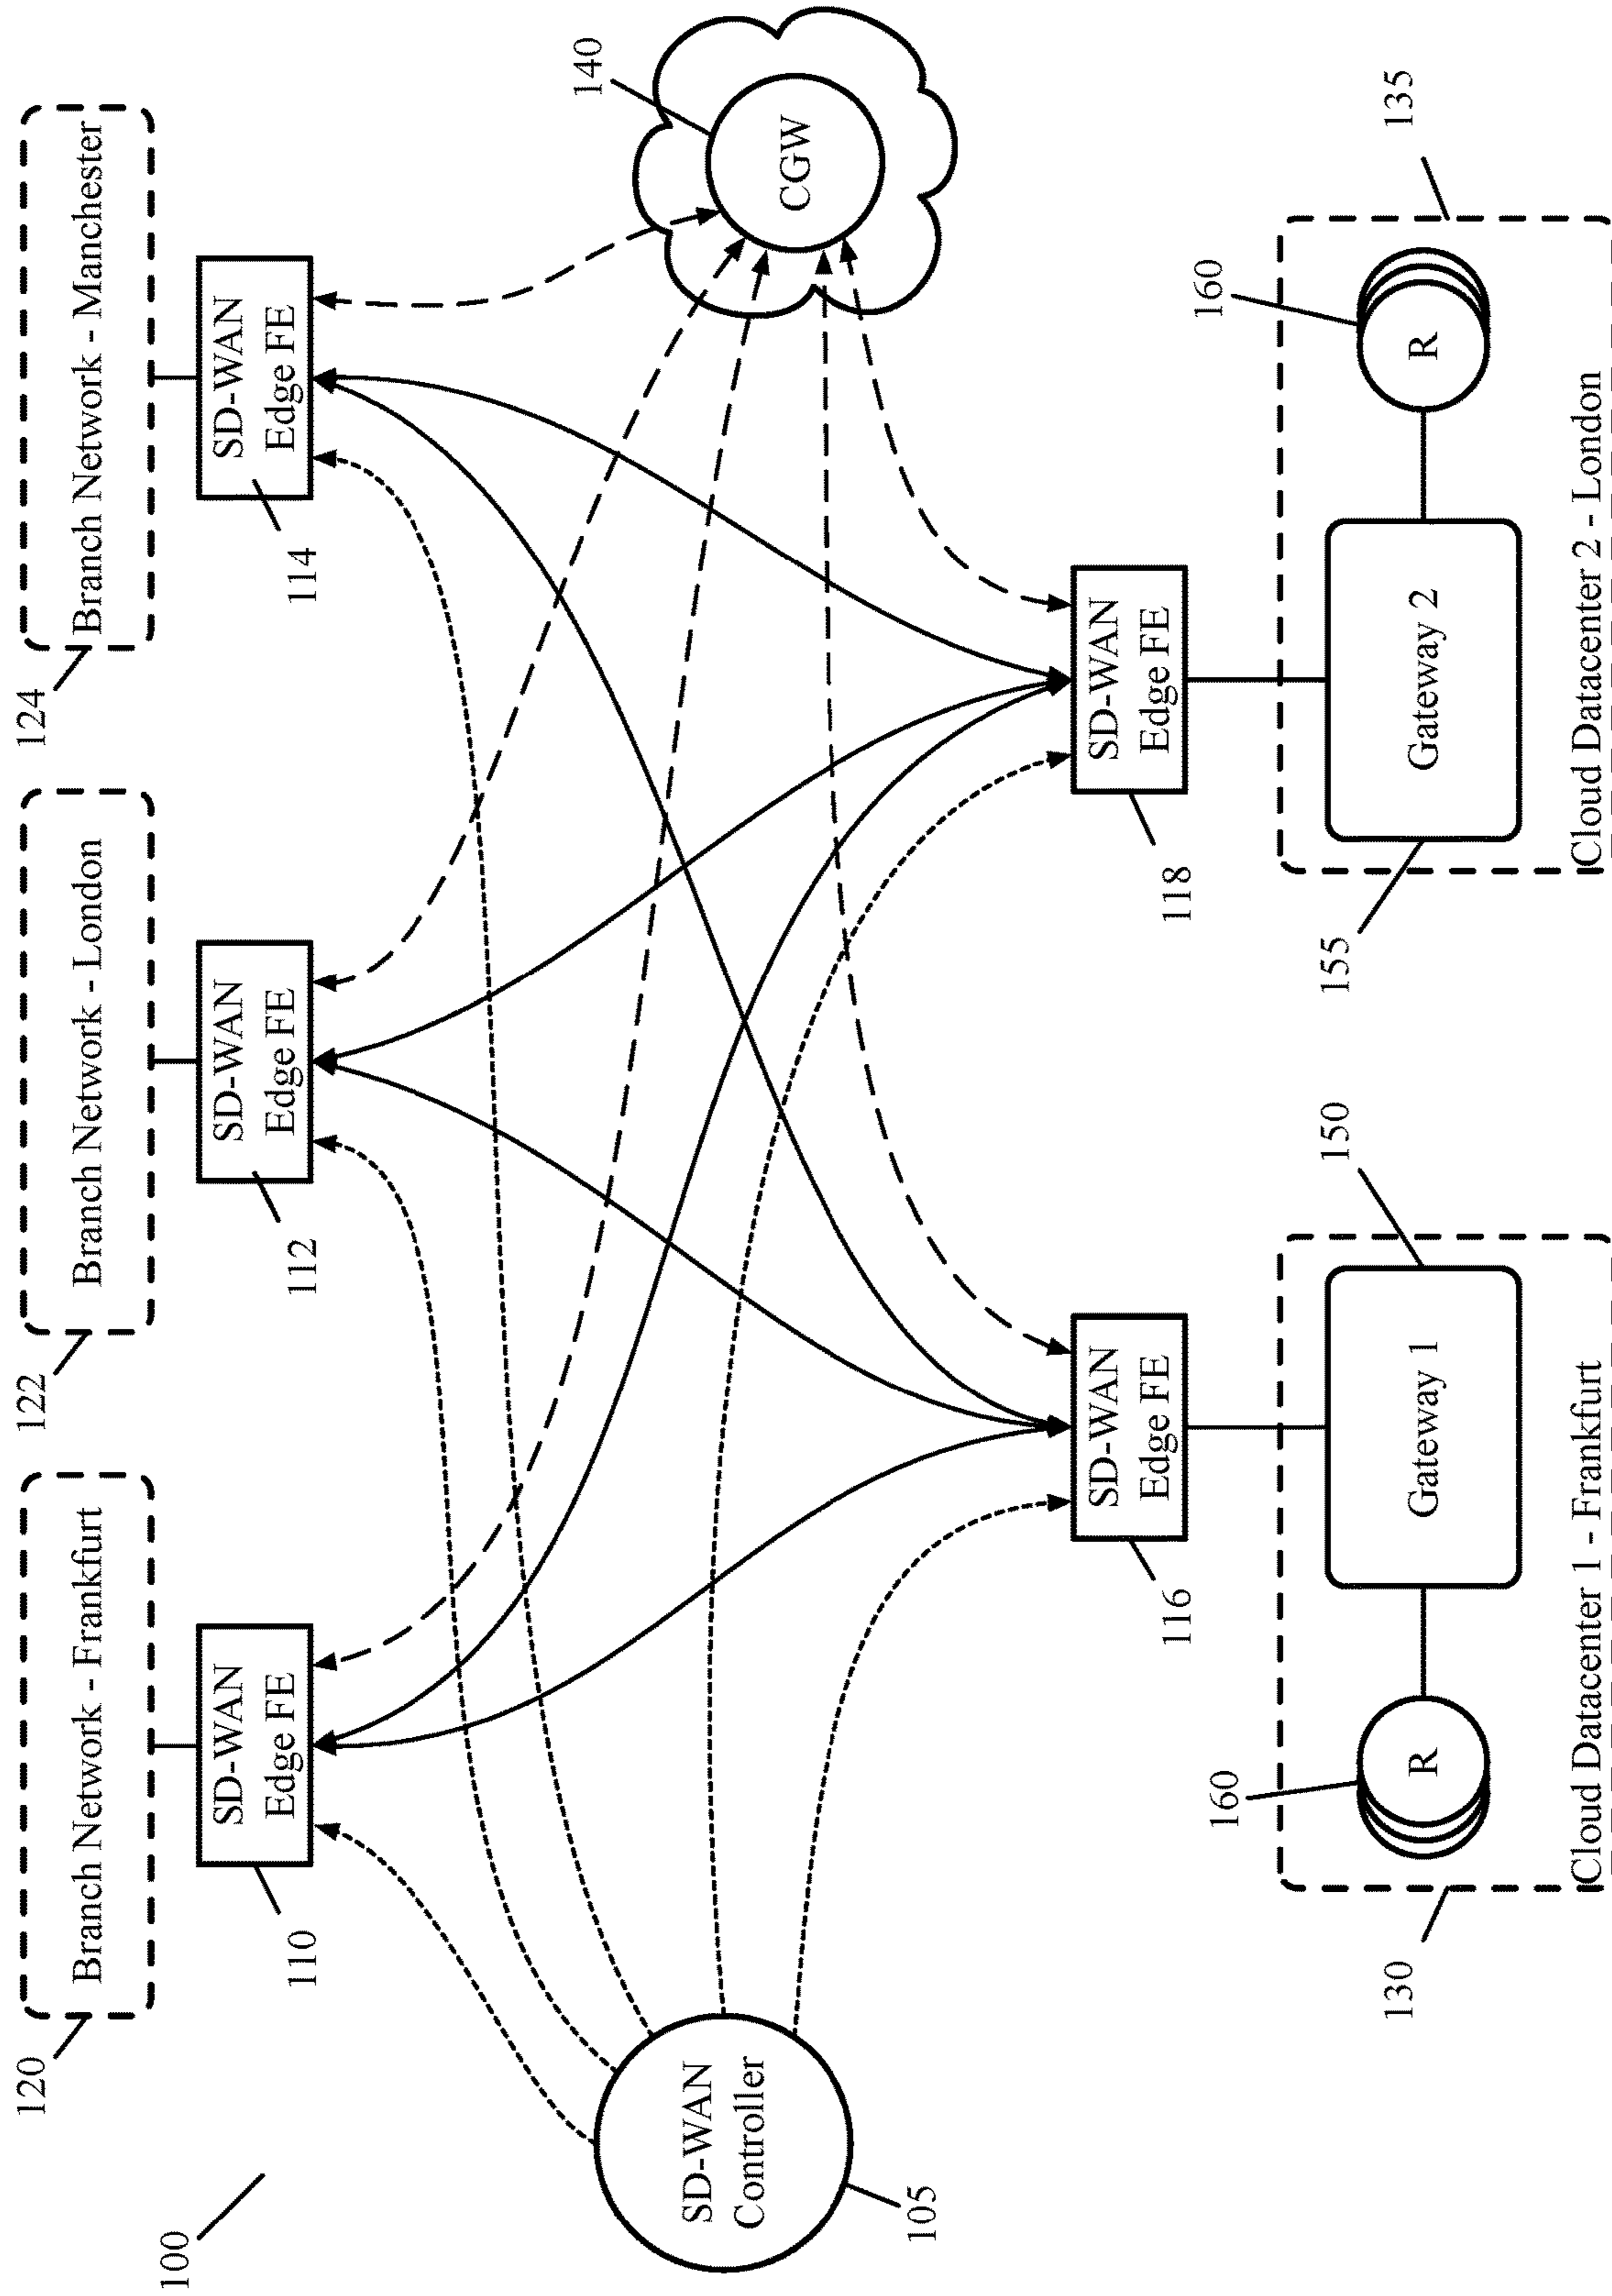 100
120
Branch Network - Frankfurt
122
Branch Network - London
124
Branch Network - Manchester
SD-WAN
Edge FE
110
SD-WAN
Edge FE
112
SD-WAN
Edge FE
114
SD-WAN
Controller
105
140
CGW
SD-WAN
Edge FE
116
SD-WAN
Edge FE
118
130
160
R
Gateway 1
150
Cloud Datacenter 1 - Frankfurt
155
Gateway 2
160
R
135
Cloud Datacenter 2 - London